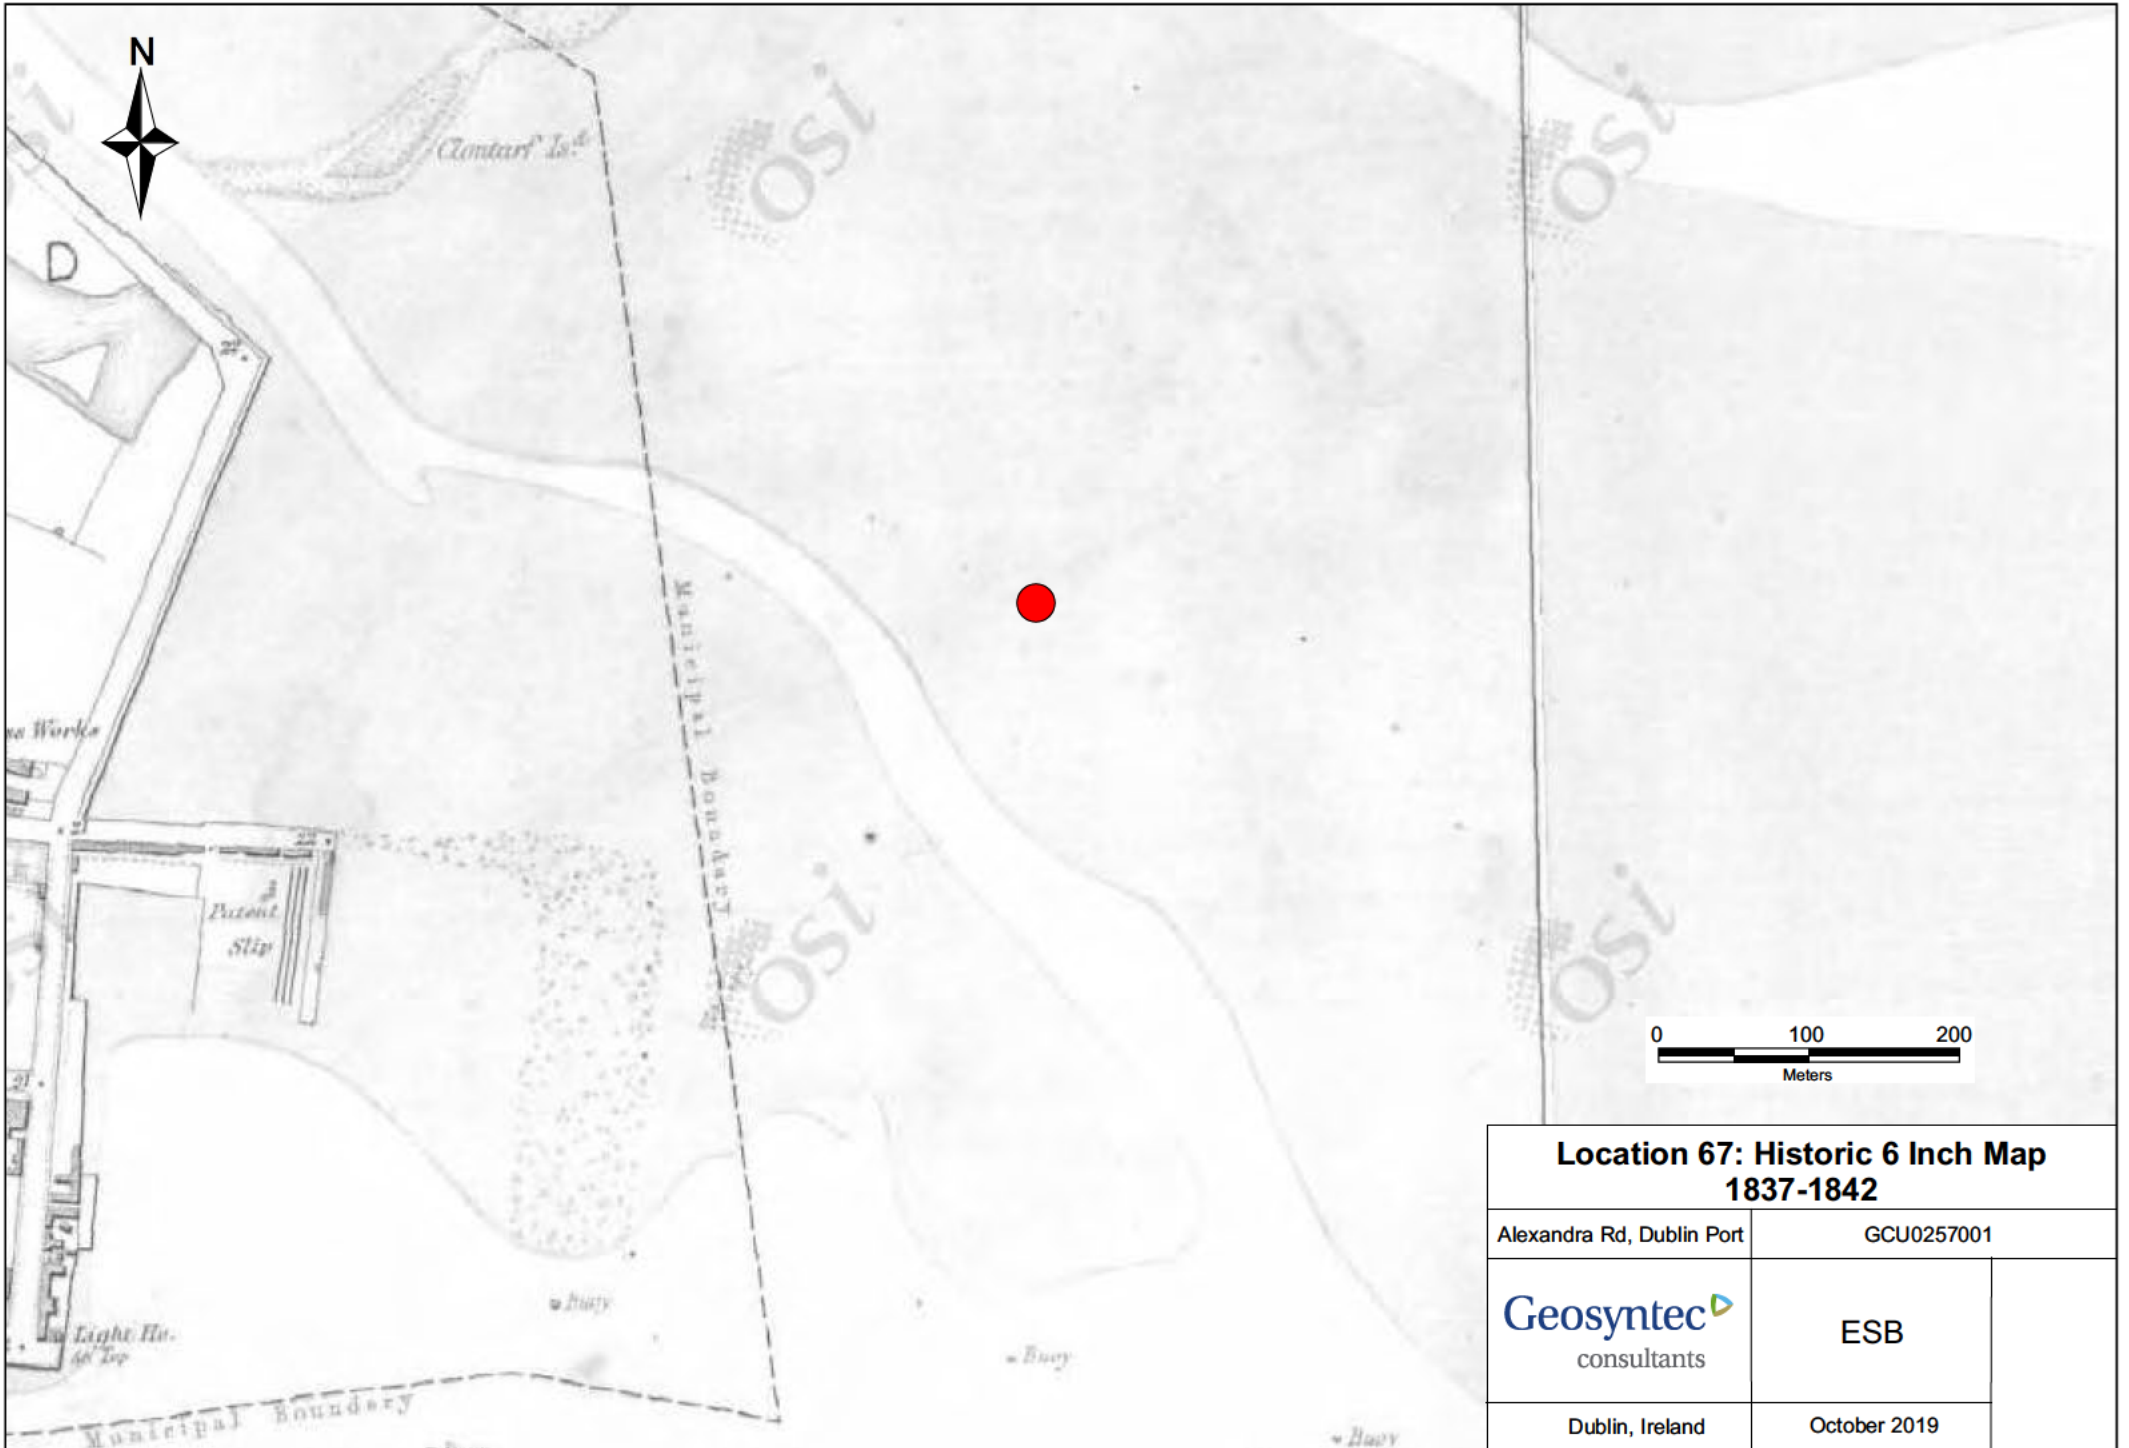 N
Clontarf Isd.
D
Works
Patent
Slip
Municipal Boundary
Light Ho.
Top
Buoy
Buoy
Buoy
Municipal Boundary
21
osi
osi
osi
osi
0 100 200
Meters
Location 67: Historic 6 Inch Map
1837-1842
Alexandra Rd, Dublin Port GCU0257001
Geosyntec
consultants
ESB
Dublin, Ireland October 2019